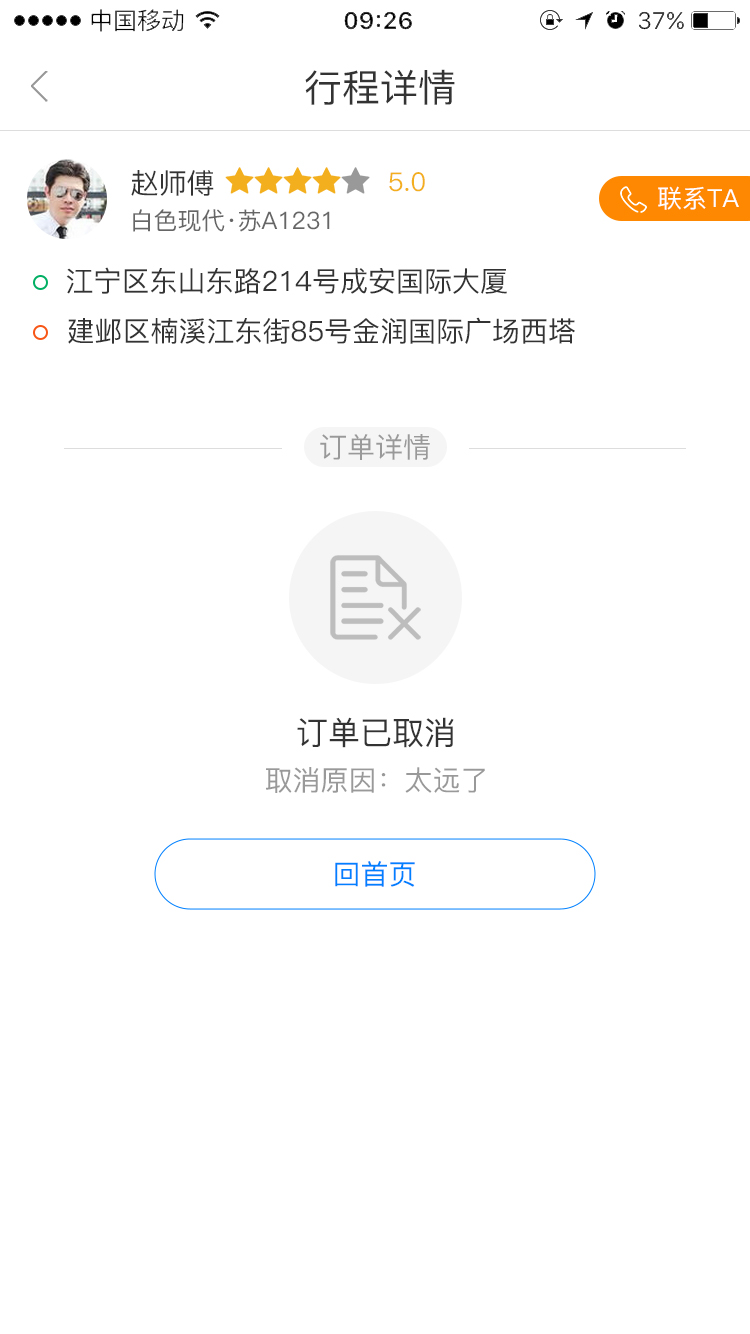 中国移动
09:26
37%
行程详情
赵师傅 5.0
白色现代·苏A1231
联系TA
江宁区东山东路214号成安国际大厦
建邺区楠溪江东街85号金润国际广场西塔
订单详情
订单已取消
取消原因：太远了
回首页